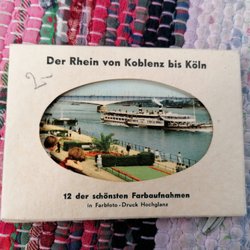 Der Rhein von Koblenz bis Köln
2-
12 der schönsten Farbaufnahmen
in Farbfoto - Druck Hochglanz